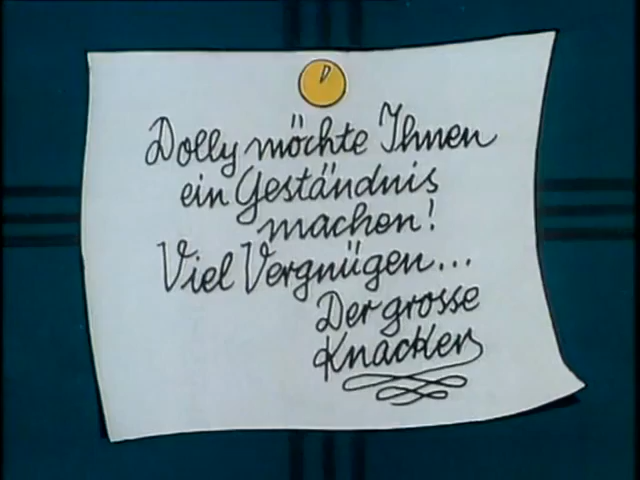 Dolly möchte Ihnen
ein Geständnis
machen!
Viel Vergnügen...
Der grosse
Knacker